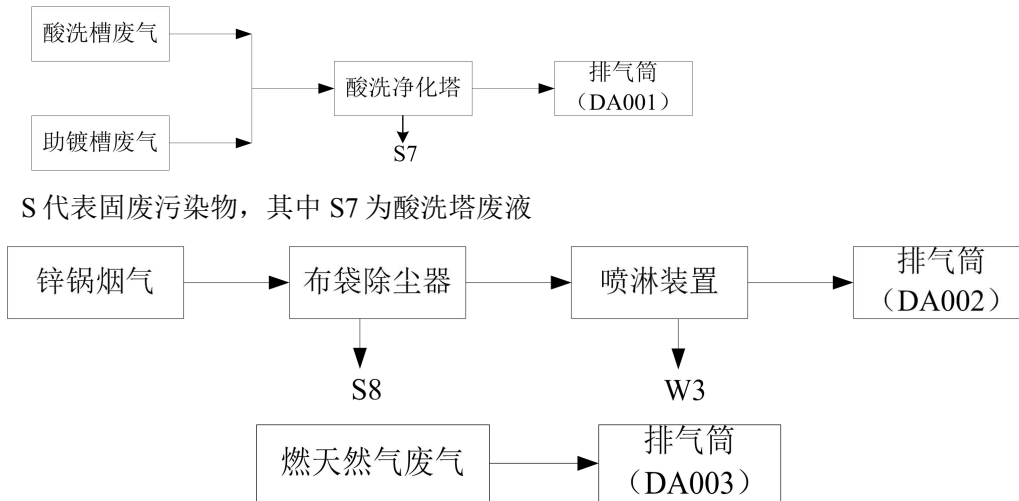 酸洗槽废气
助镀槽废气
酸洗净化塔
排气筒
（DA001）
S7
S代表固废污染物，其中 S7 为酸洗塔废液
锌锅烟气
布袋除尘器
喷淋装置
排气筒
（DA002）
S8
W3
燃天然气废气
排气筒
（DA003）